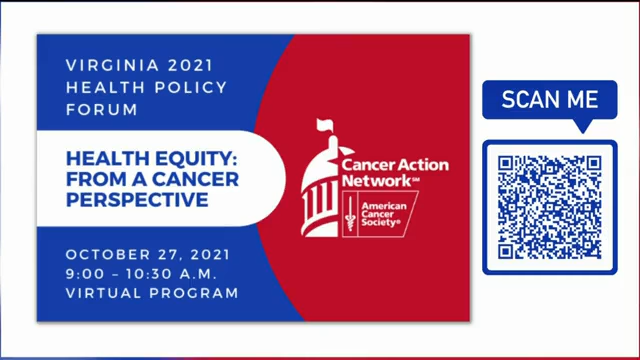 VIRGINIA 2021
HEALTH POLICY
FORUM
HEALTH EQUITY:
FROM A CANCER
PERSPECTIVE
OCTOBER 27, 2021
9:00 – 10:30 A.M.
VIRTUAL PROGRAM
Cancer Action
Network℠
American
Cancer
Society®
SCAN ME